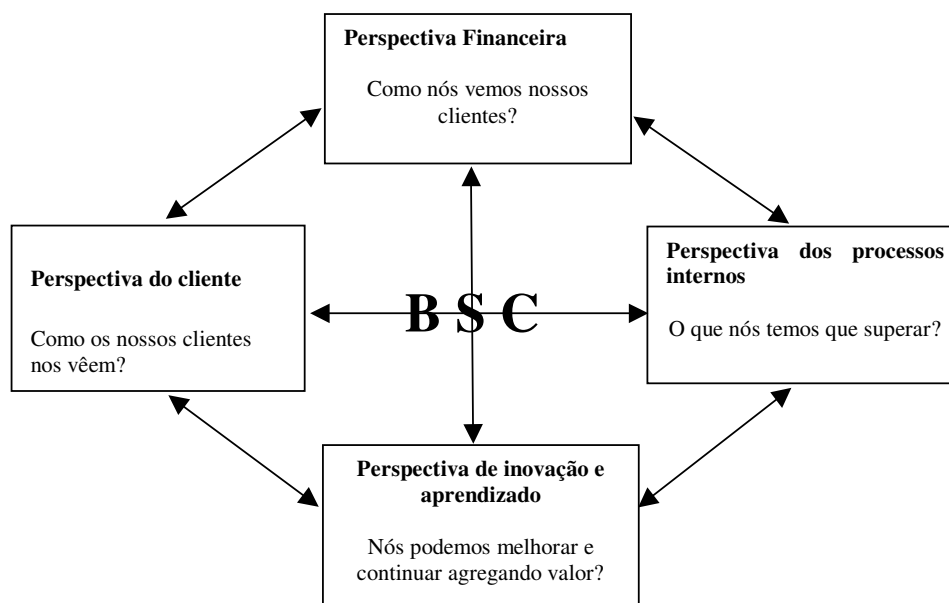 Perspectiva Financeira
Como nós vemos nossos
clientes?
Perspectiva do cliente
Como os nossos clientes
nos vêem?
B S C
Perspectiva dos processos
internos
O que nós temos que superar?
Perspectiva de inovação e
aprendizado
Nós podemos melhorar e
continuar agregando valor?